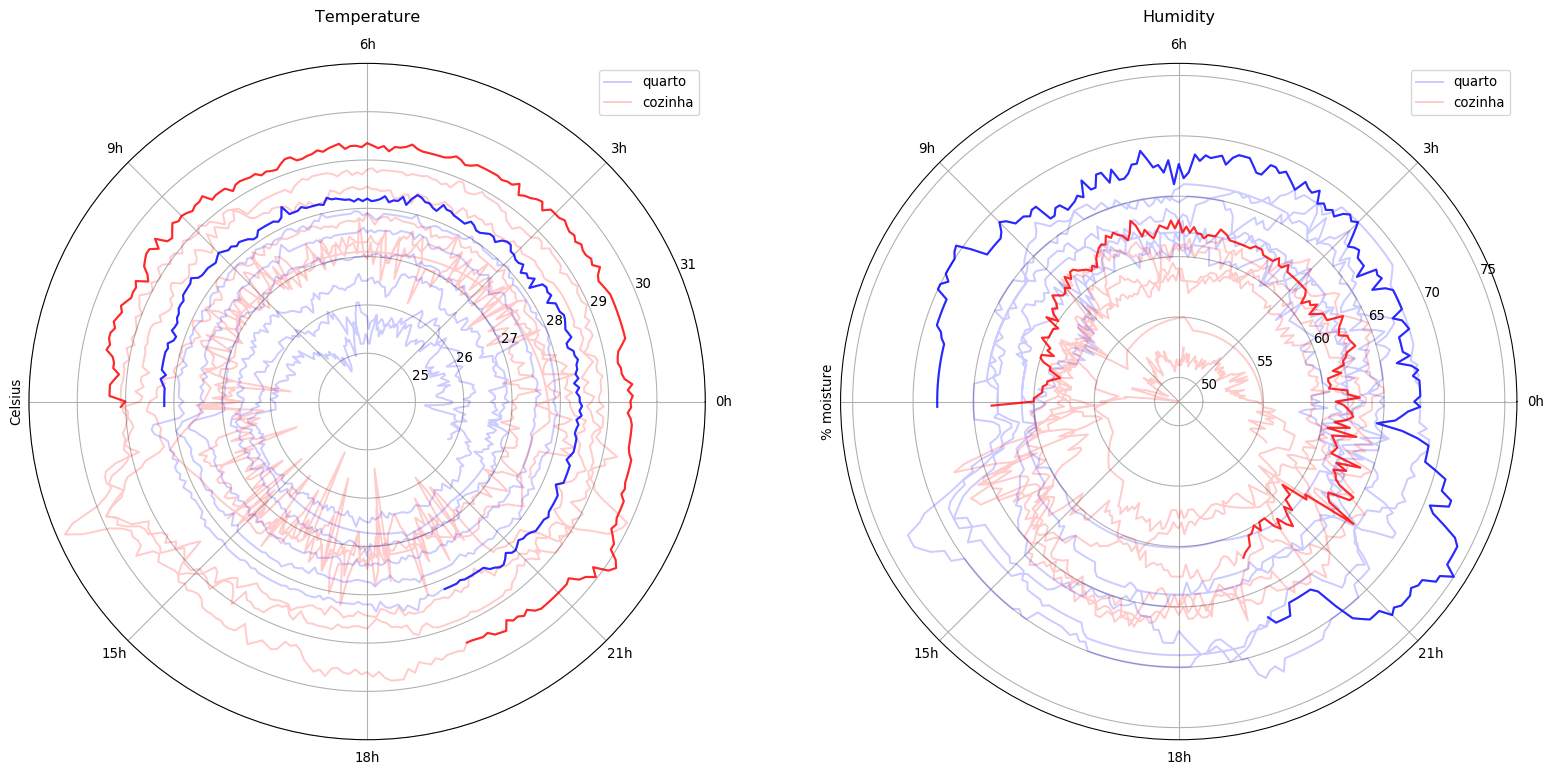 Temperature
6h
quarto
cozinha
9h
3h
31
30
29
28
27
26
25
Celsius
0h
15h
21h
18h
Humidity
6h
quarto
cozinha
9h
3h
75
70
65
60
55
50
% moisture
0h
15h
21h
18h